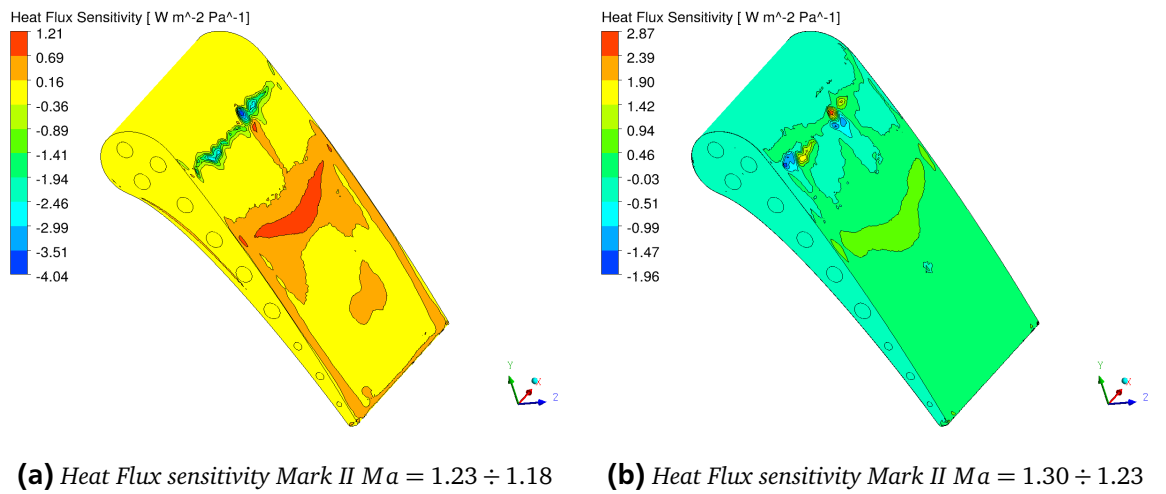 Heat Flux Sensitivity [ W m^-2 Pa^-1]
1.21
0.69
0.16
-0.36
-0.89
-1.41
-1.94
-2.46
-2.99
-3.51
-4.04
Y
X
Z
(a) Heat Flux sensitivity Mark II Ma = 1.23 ÷ 1.18
Heat Flux Sensitivity [ W m^-2 Pa^-1]
2.87
2.39
1.90
1.42
0.94
0.46
-0.03
-0.51
-0.99
-1.47
-1.96
Y
X
Z
(b) Heat Flux sensitivity Mark II Ma = 1.30 ÷ 1.23